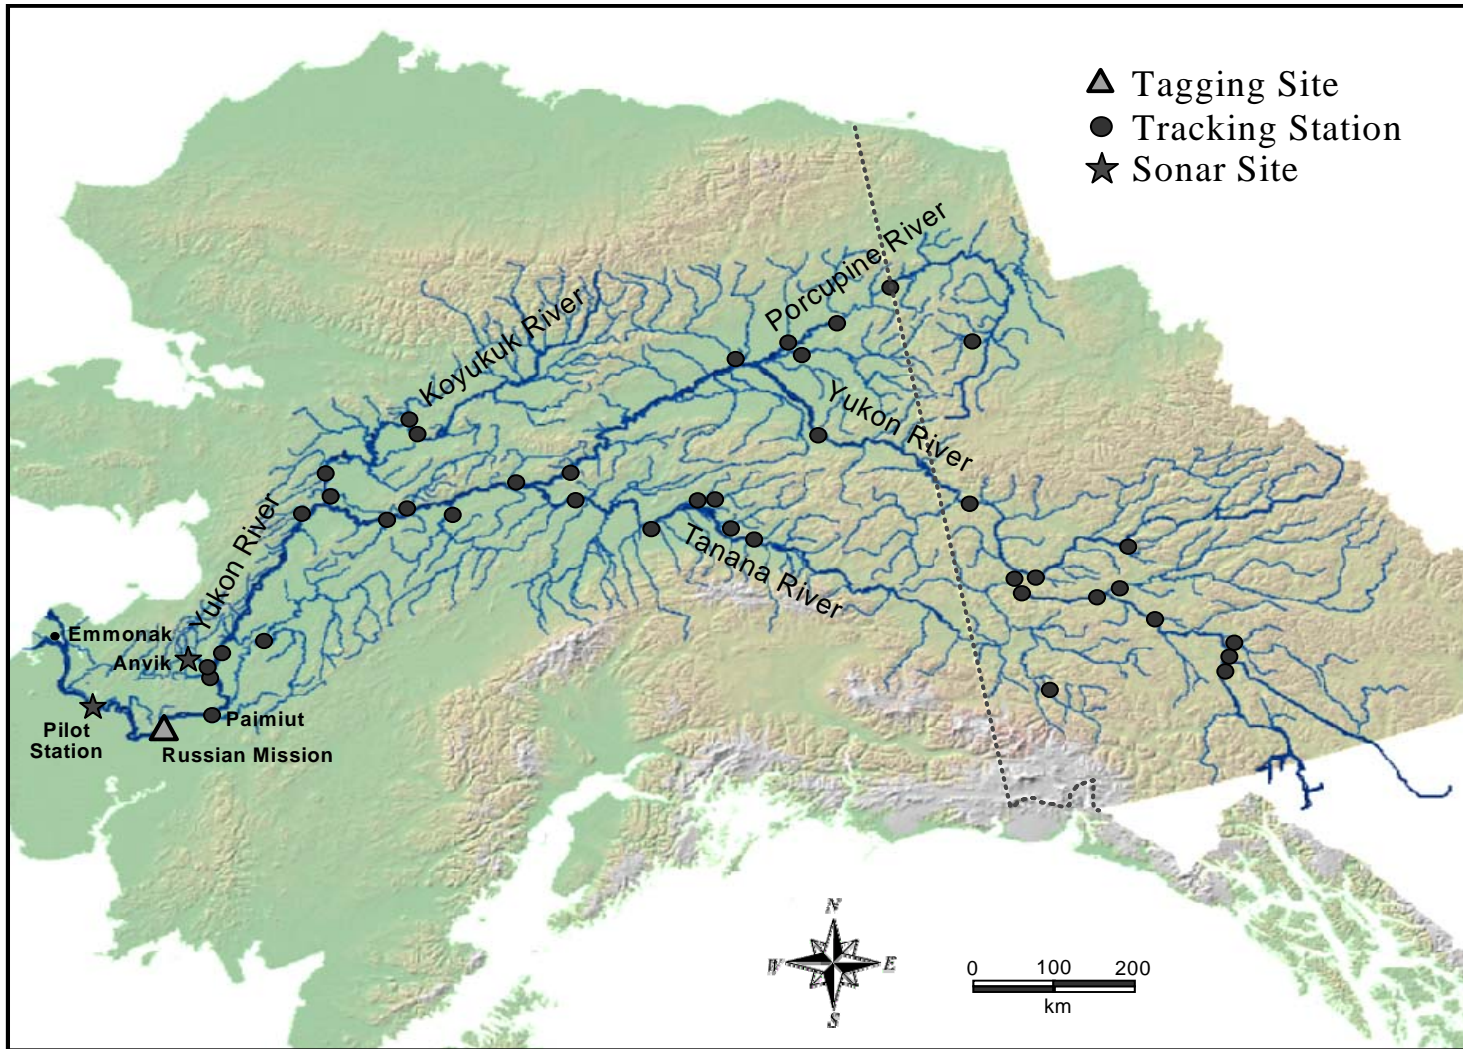 Tagging Site
Tracking Station
Sonar Site
Porcupine River
Koyukuk River
Yukon River
Yukon River
Tanana River
Emmonak
Anvik
Pilot
Station
Paimiut
Russian Mission
N
W
E
S
0 100 200
km